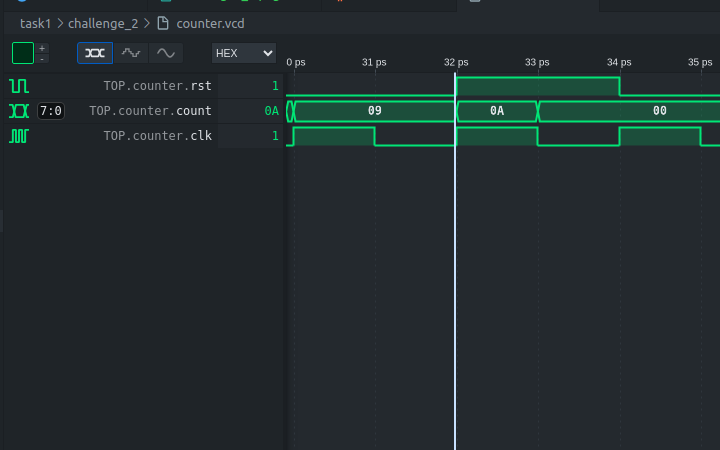 task1 > challenge_2 > counter.vcd
+
-
HEX
0 ps 31 ps 32 ps 33 ps 34 ps 35 ps
TOP.counter.rst 1
7:0 TOP.counter.count 0A 09 0A 00
TOP.counter.clk 1